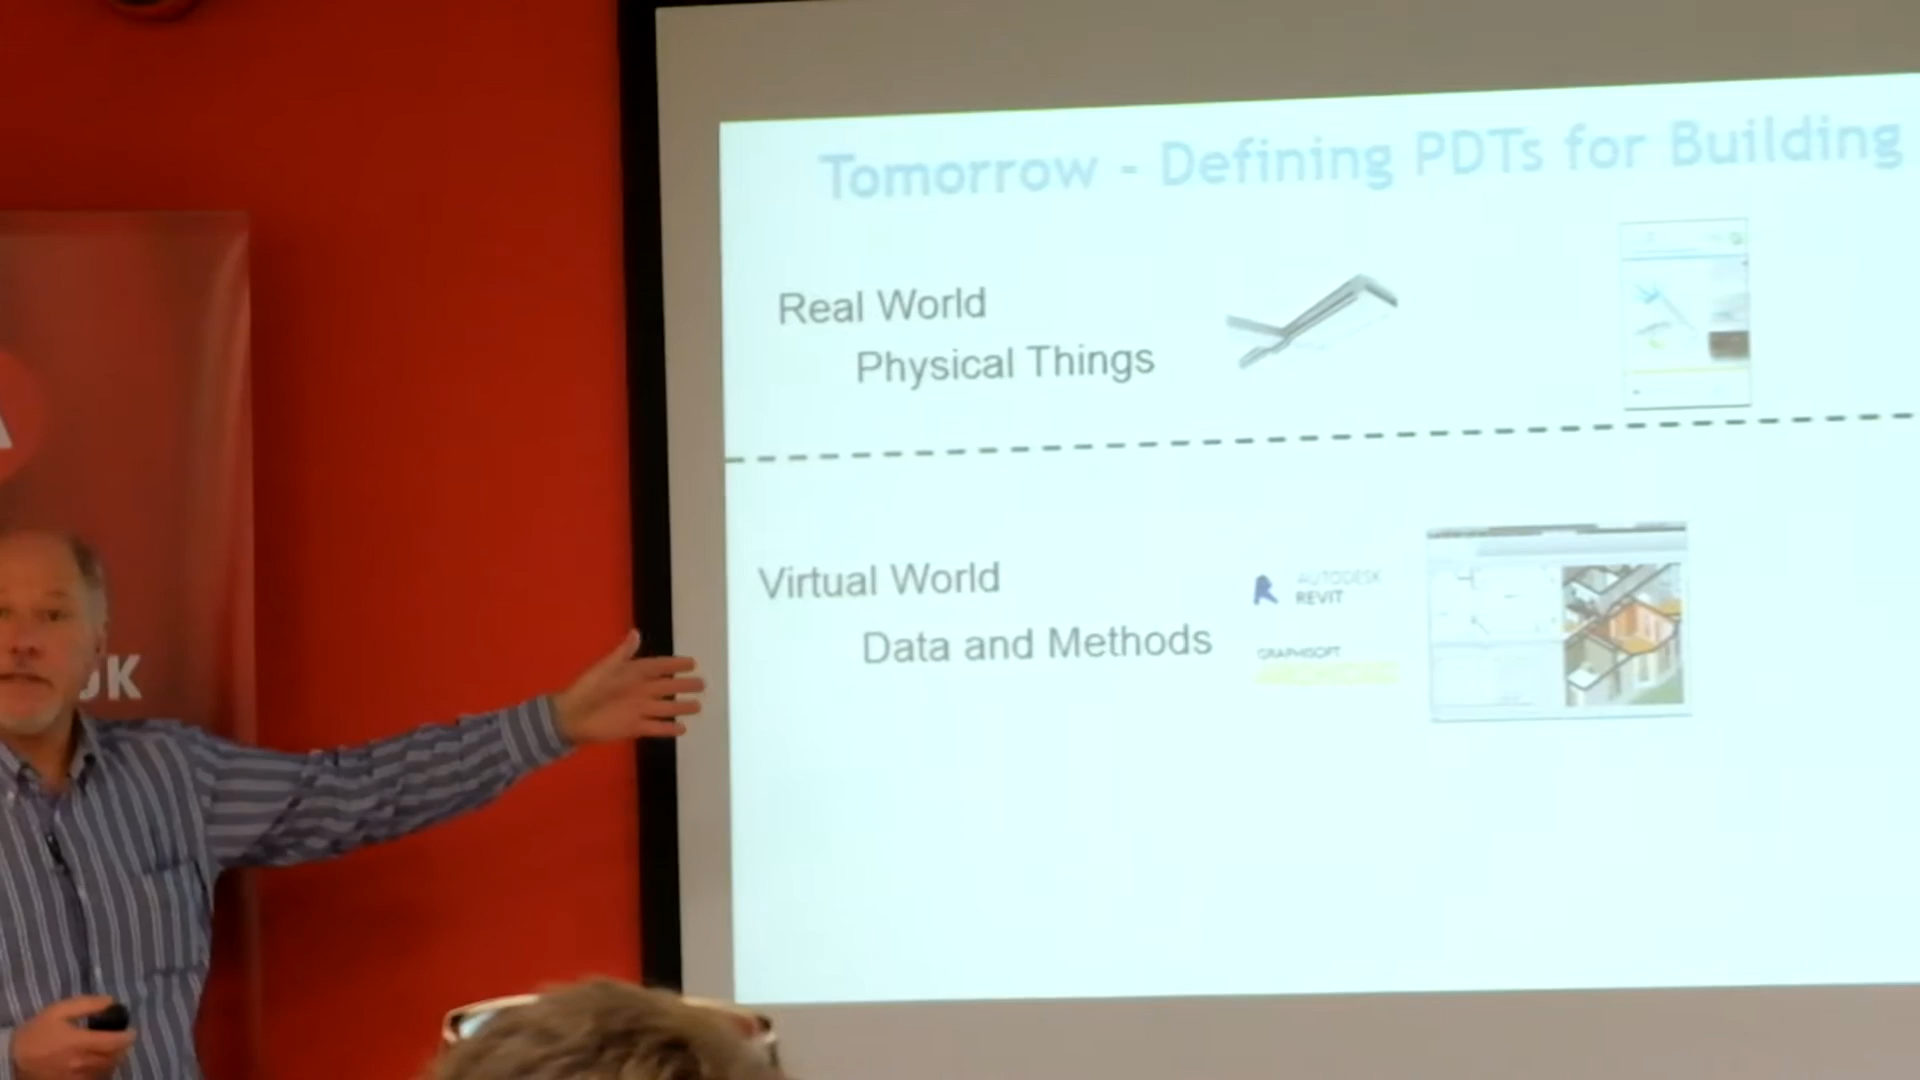 Tomorrow - Defining PDTs for Building
Real World
Physical Things
Virtual World
Data and Methods
AUTODESK
REVIT
GRAPHISOFT
UK